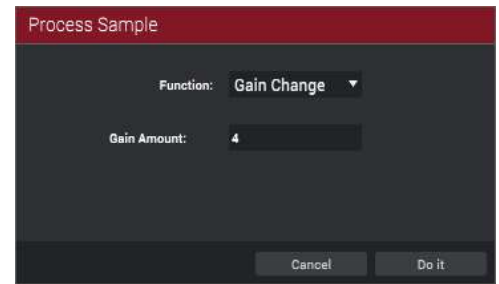 Process Sample
Function: Gain Change
Gain Amount: 4
Cancel Do it